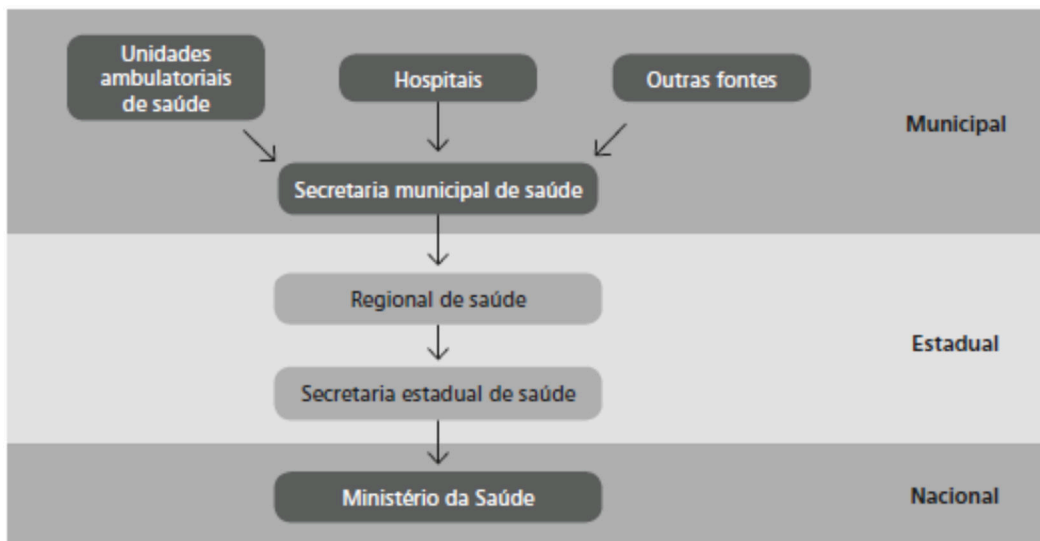 Unidades
ambulatoriais
de saúde
Hospitais
Outras fontes
Municipal
Secretaria municipal de saúde
Regional de saúde
Estadual
Secretaria estadual de saúde
Ministério da Saúde
Nacional